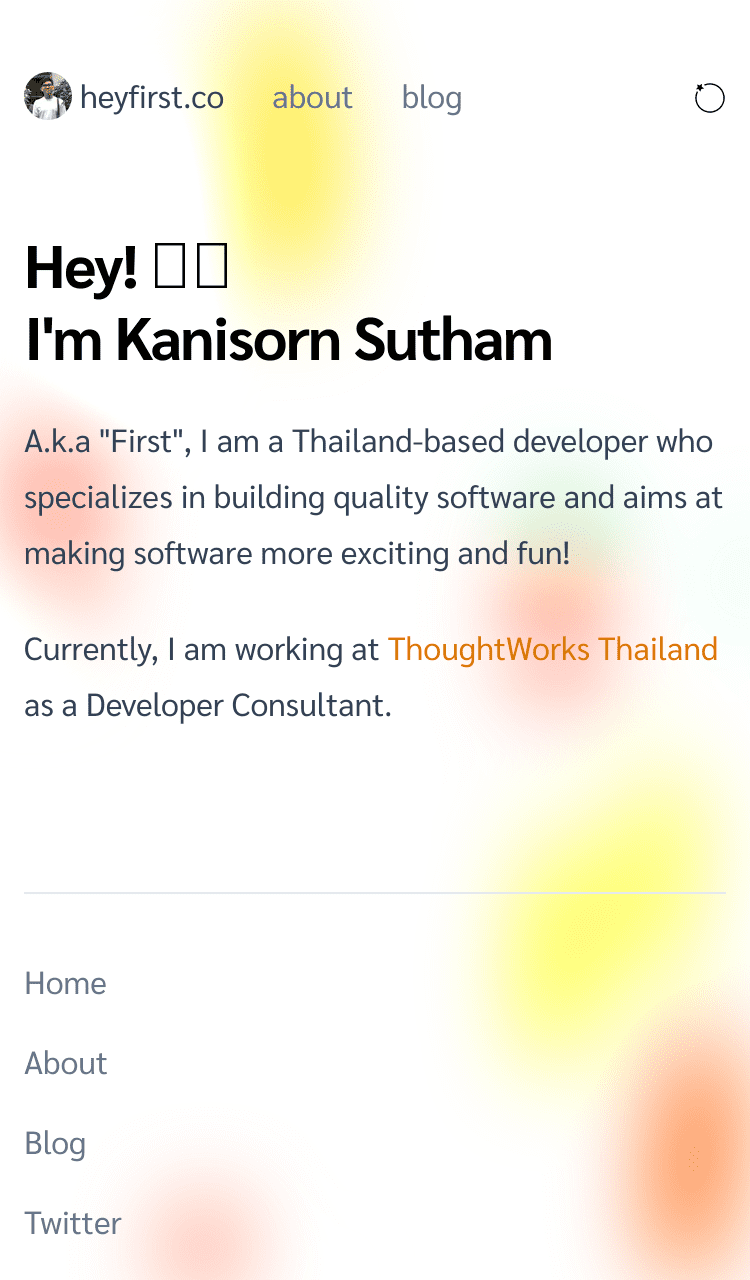 heyfirst.co about blog
Hey!
I'm Kanisorn Sutham
A.k.a "First", I am a Thailand-based developer who
specializes in building quality software and aims at
making software more exciting and fun!
Currently, I am working at ThoughtWorks Thailand
as a Developer Consultant.
Home
About
Blog
Twitter